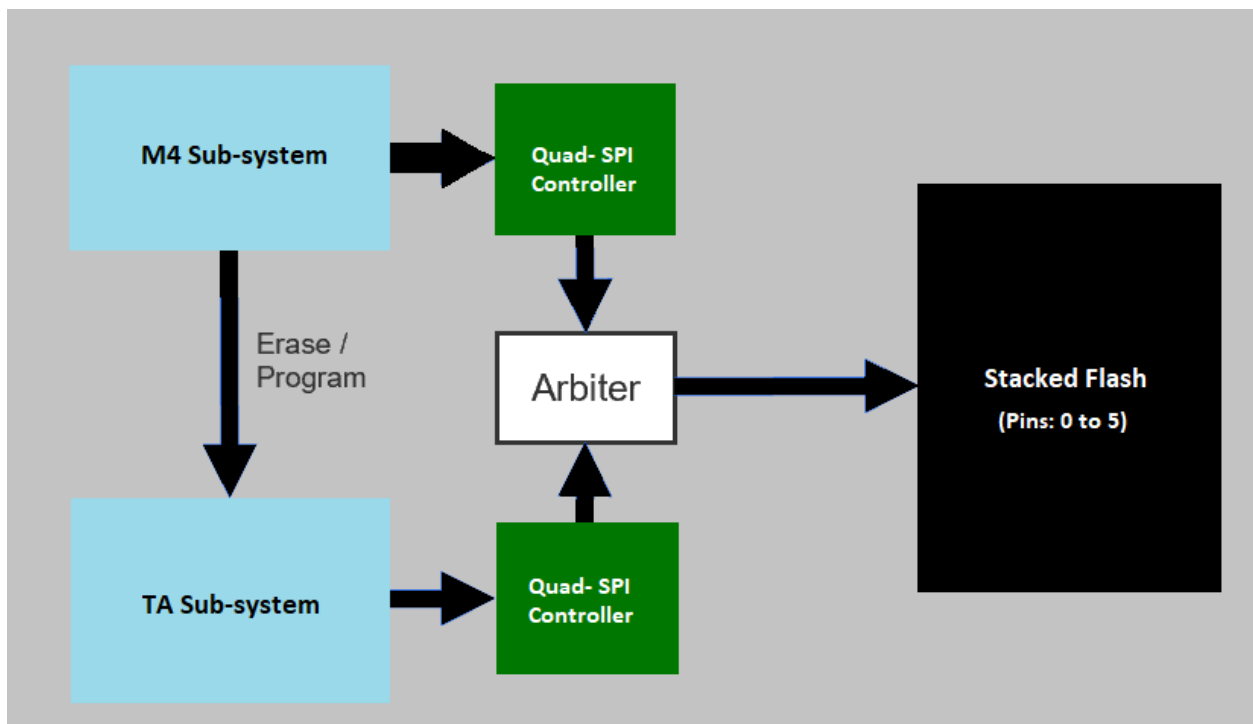 M4 Sub-system
Quad- SPI
Controller
Erase /
Program
Arbiter
Stacked Flash
(Pins: 0 to 5)
TA Sub-system
Quad- SPI
Controller